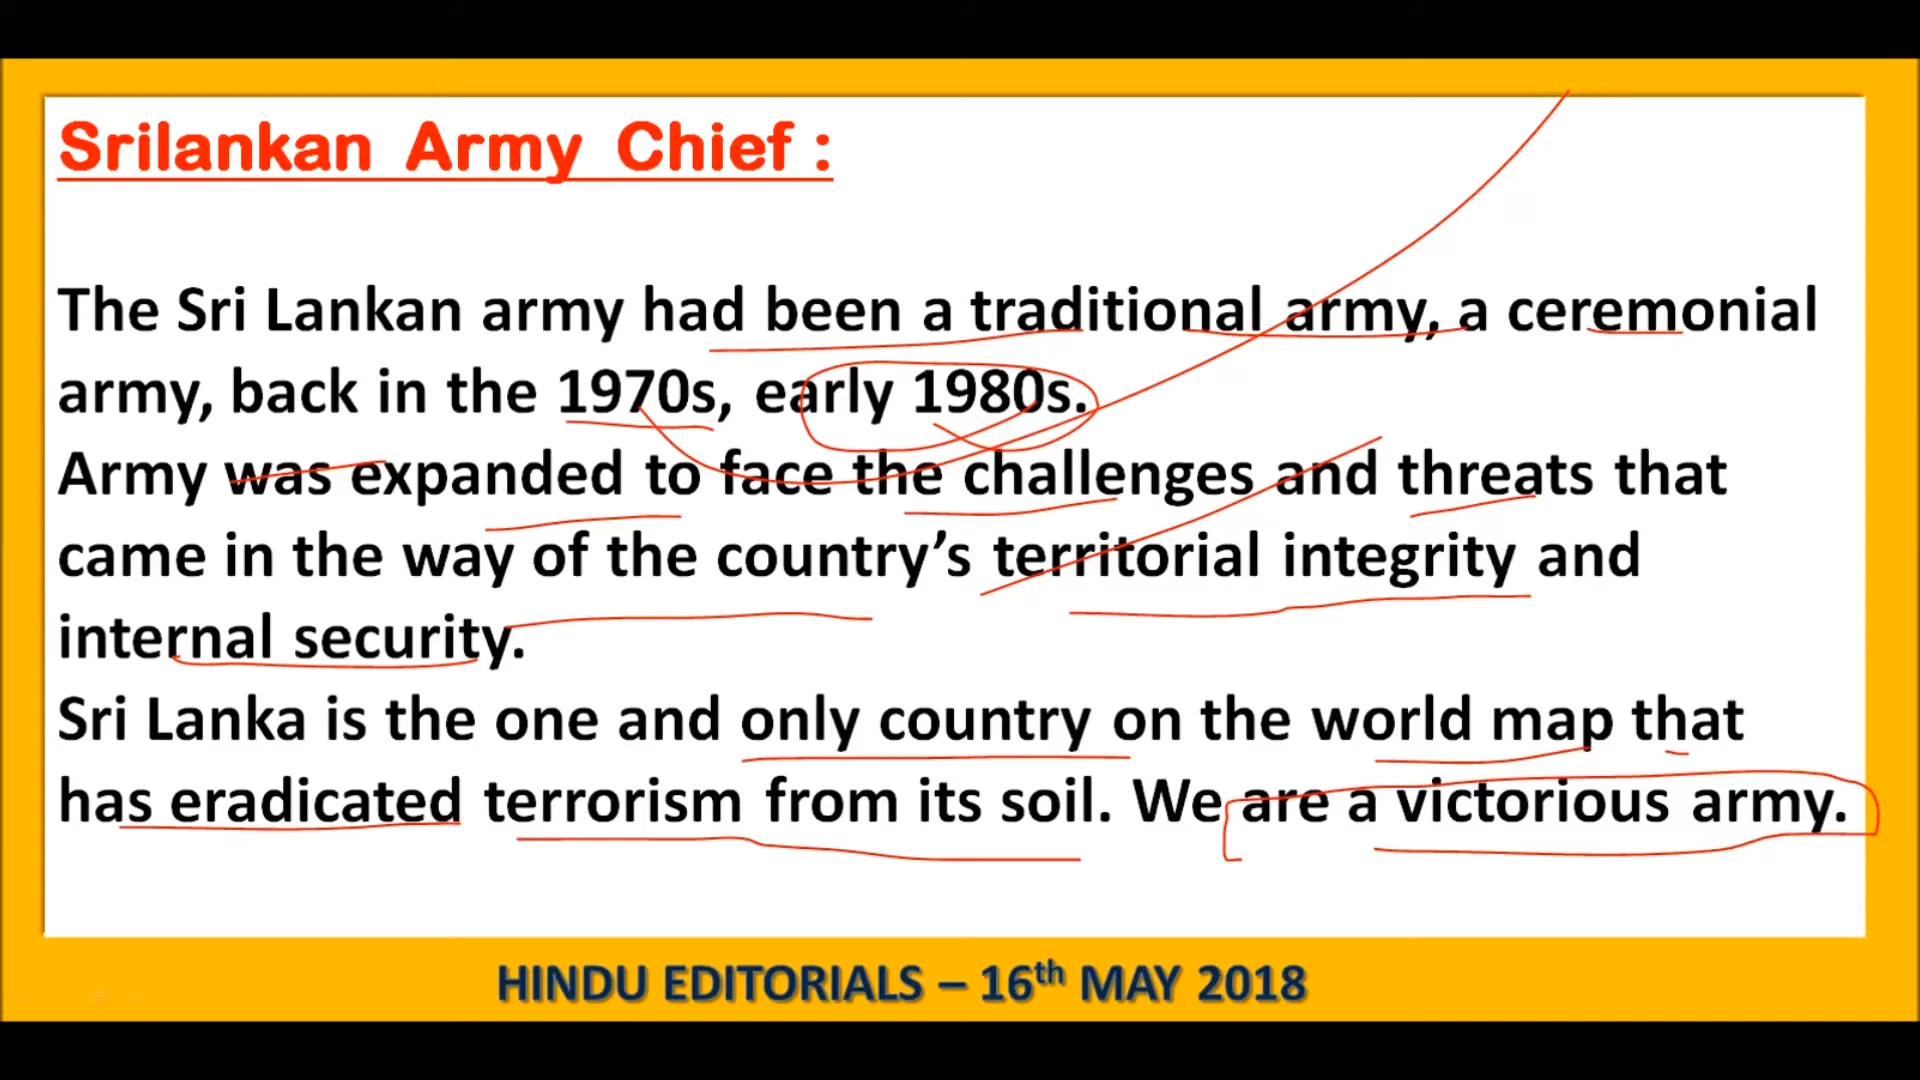 Srilankan Army Chief :
The Sri Lankan army had been a traditional army, a ceremonial
army, back in the 1970s, early 1980s.
Army was expanded to face the challenges and threats that
came in the way of the country’s territorial integrity and
internal security.
Sri Lanka is the one and only country on the world map that
has eradicated terrorism from its soil. We are a victorious army.
HINDU EDITORIALS – 16th MAY 2018